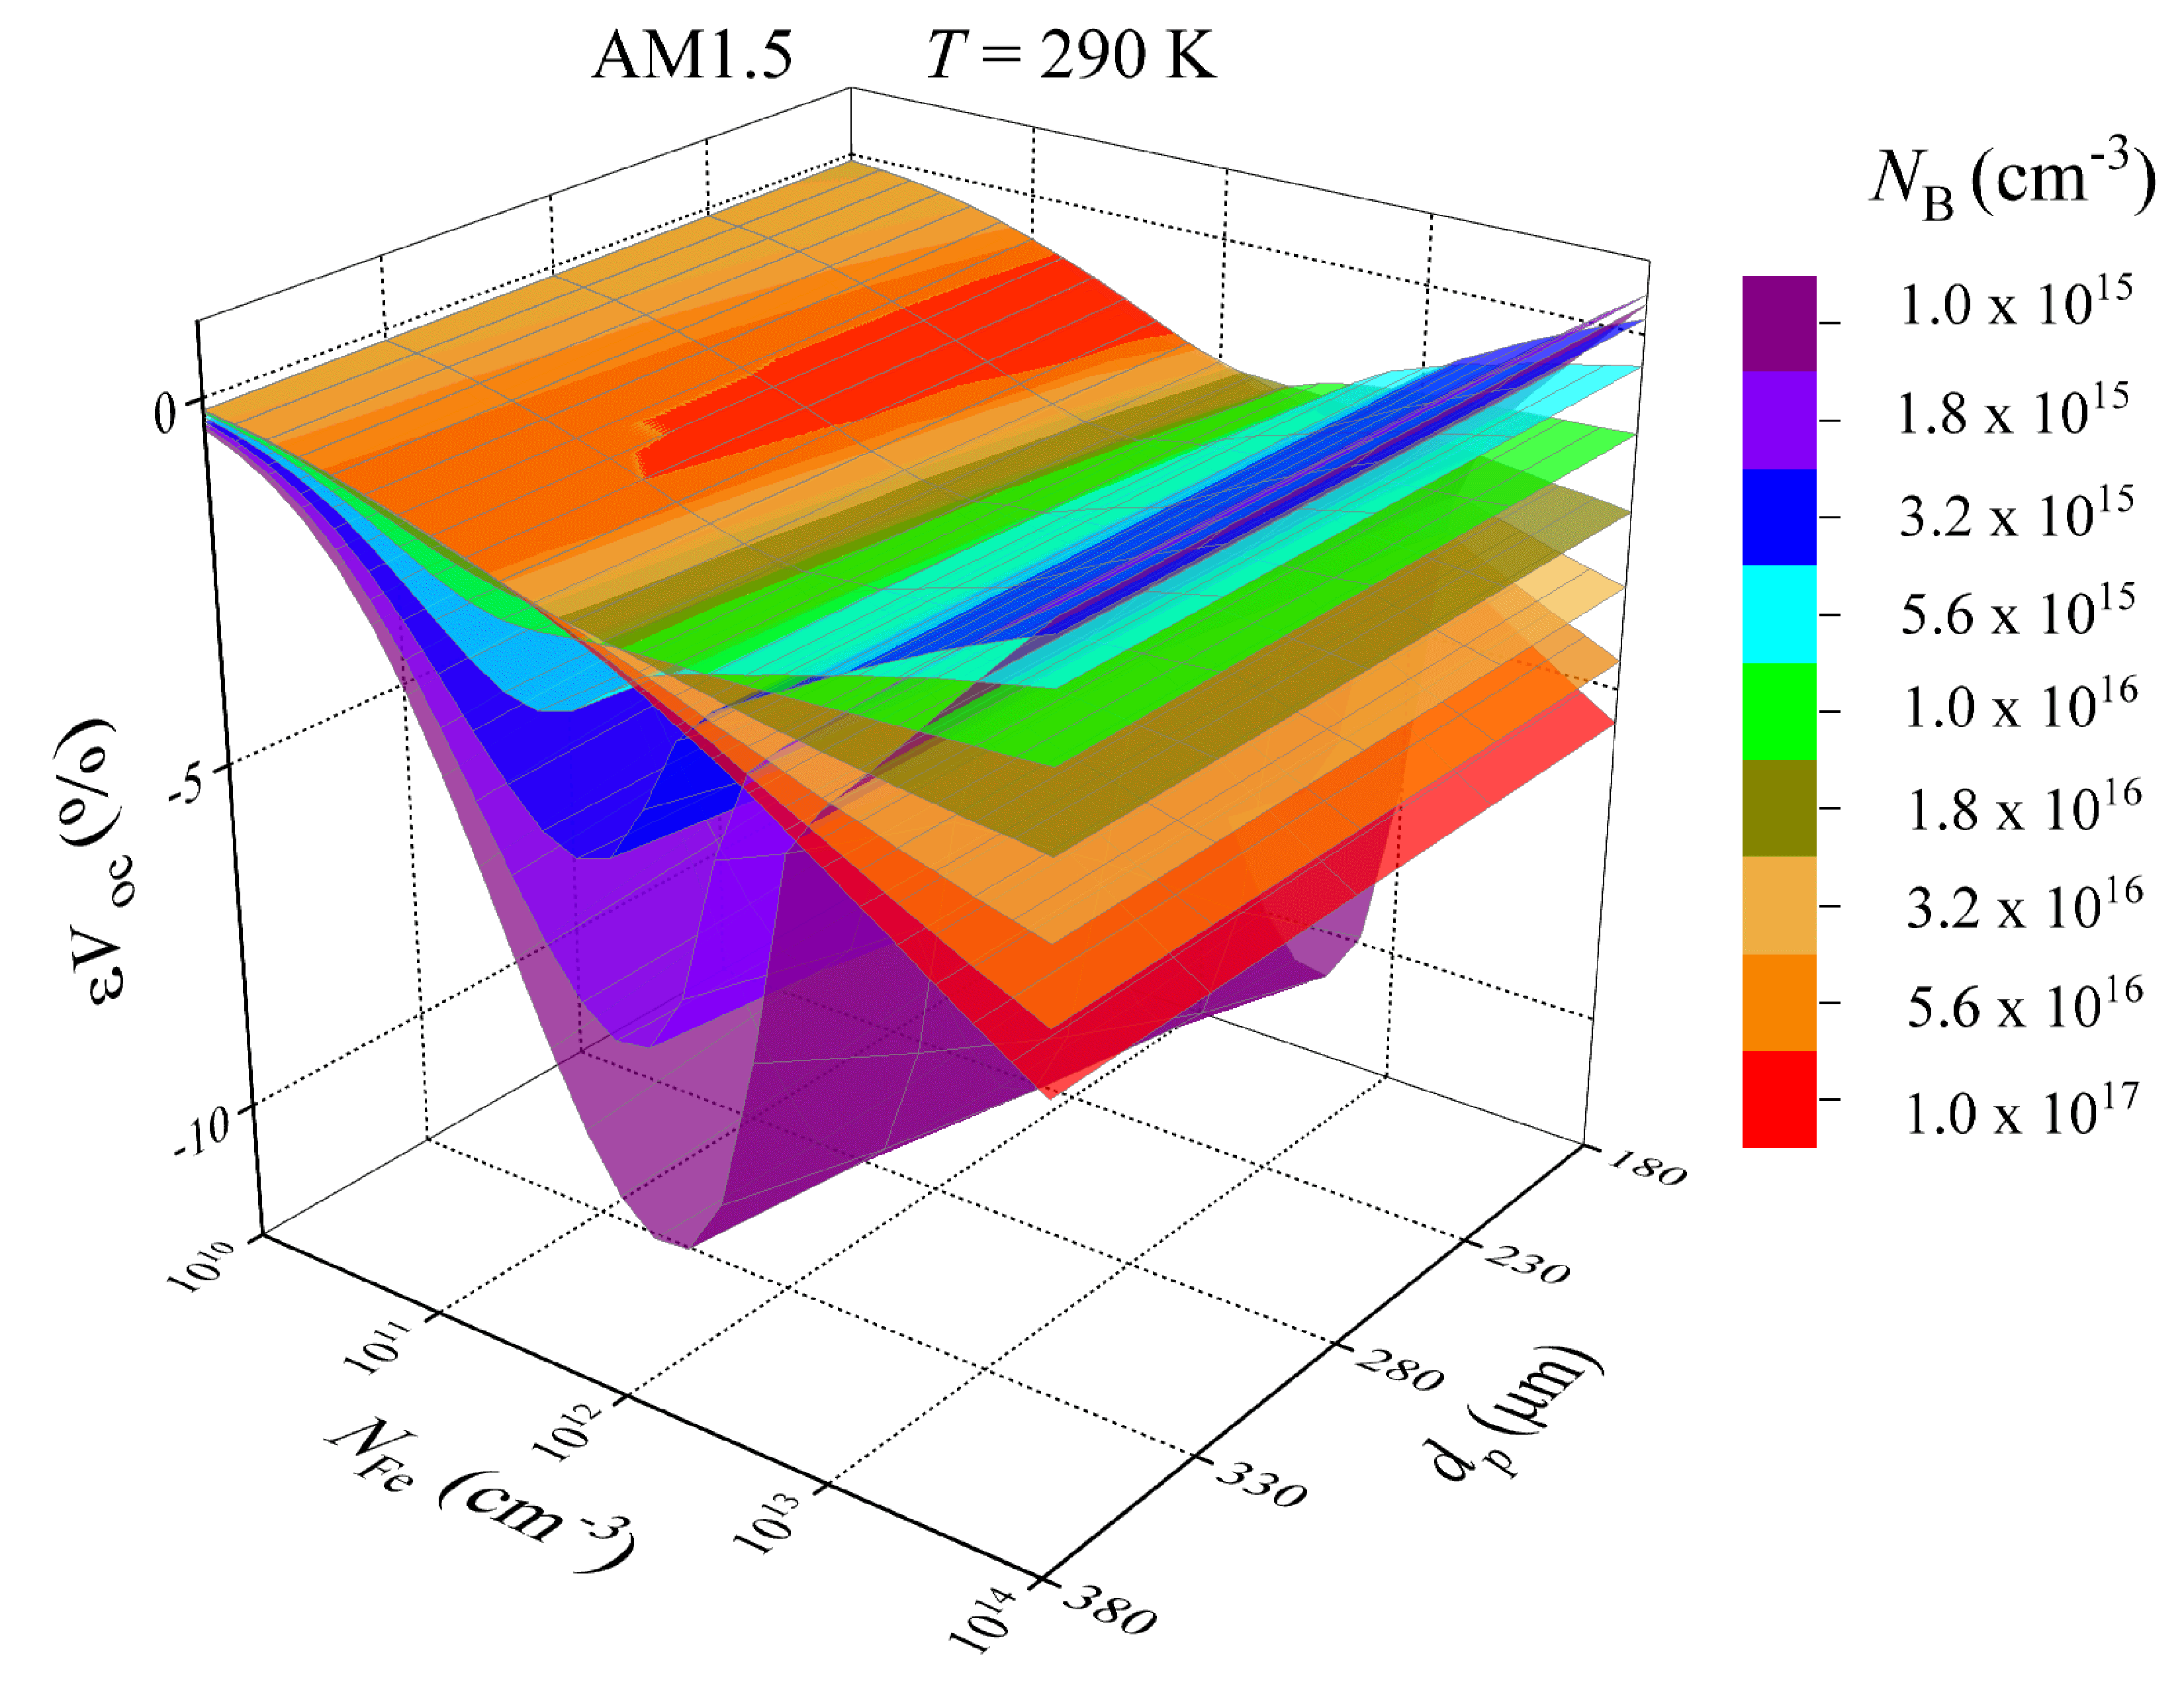 AM1.5 T = 290 K
N_B (cm^-3)
1.0 x 10^15
1.8 x 10^15
3.2 x 10^15
5.6 x 10^15
1.0 x 10^16
1.8 x 10^16
3.2 x 10^16
5.6 x 10^16
1.0 x 10^17
εV oc (%)
0
-5
-10
10^10
10^11
10^12
10^13
10^14
N_Fe (cm^-3)
180
230
280
330
380
d_p (μm)